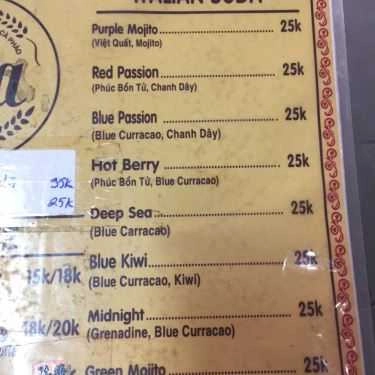 ITALIAN SODA
CÀ PHÁO
Purple Mojito 25k
(Việt Quất, Mojito)
Red Passion 25k
(Phúc Bồn Tử, Chanh Dây)
Blue Passion 25k
(Blue Curracao, Chanh Dây)
Hot Berry 25k
(Phúc Bồn Tử, Blue Curracao)
Deep Sea 25k
(Blue Carracao)
Blue Kiwi 25k
(Blue Curracao, Kiwi)
Midnight 25k
(Grenadine, Blue Curracao)
Green Mojito 25k
35k
25k
15k/18k
18k/20k